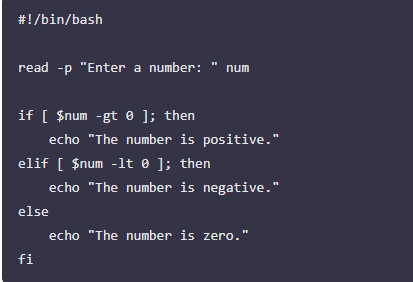 #!/bin/bash
read -p "Enter a number: " num
if [ $num -gt 0 ]; then
    echo "The number is positive."
elif [ $num -lt 0 ]; then
    echo "The number is negative."
else
    echo "The number is zero."
fi